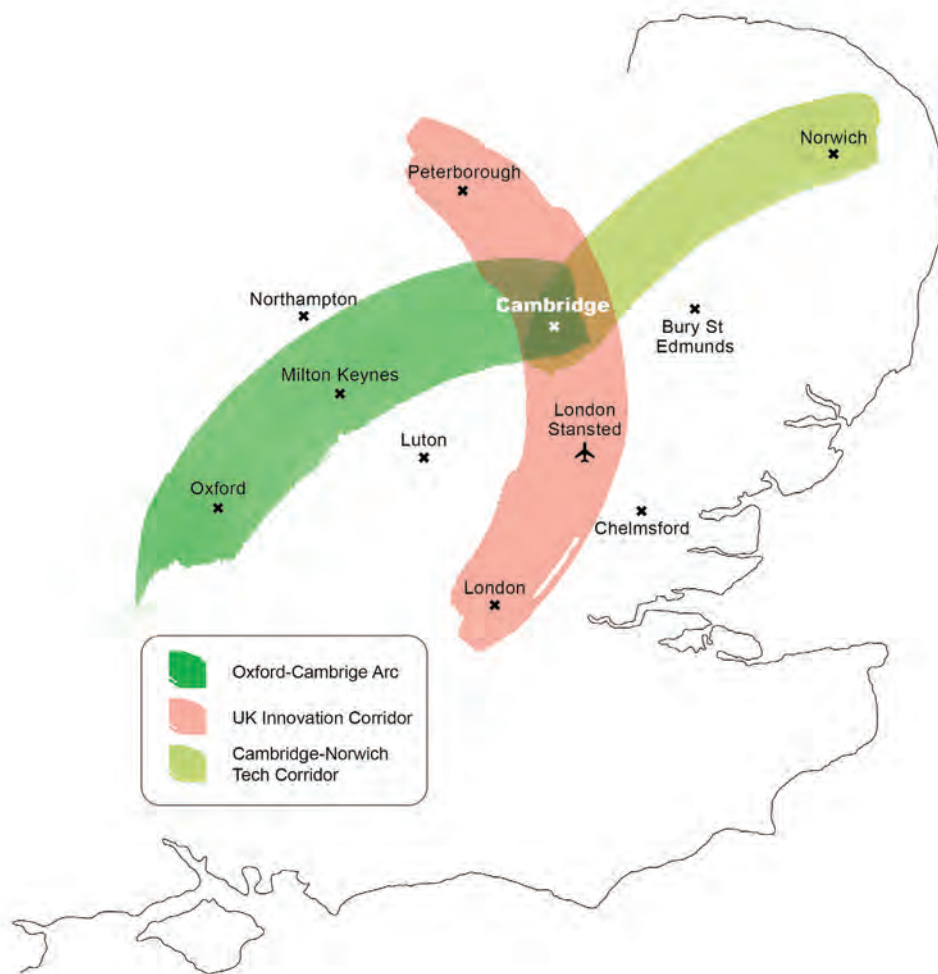 Norwich
Peterborough
Northampton
Cambridge
Bury St
Edmunds
Milton Keynes
London
Stansted
Luton
Oxford
Chelmsford
London
Oxford-Cambrige Arc
UK Innovation Corridor
Cambridge-Norwich
Tech Corridor